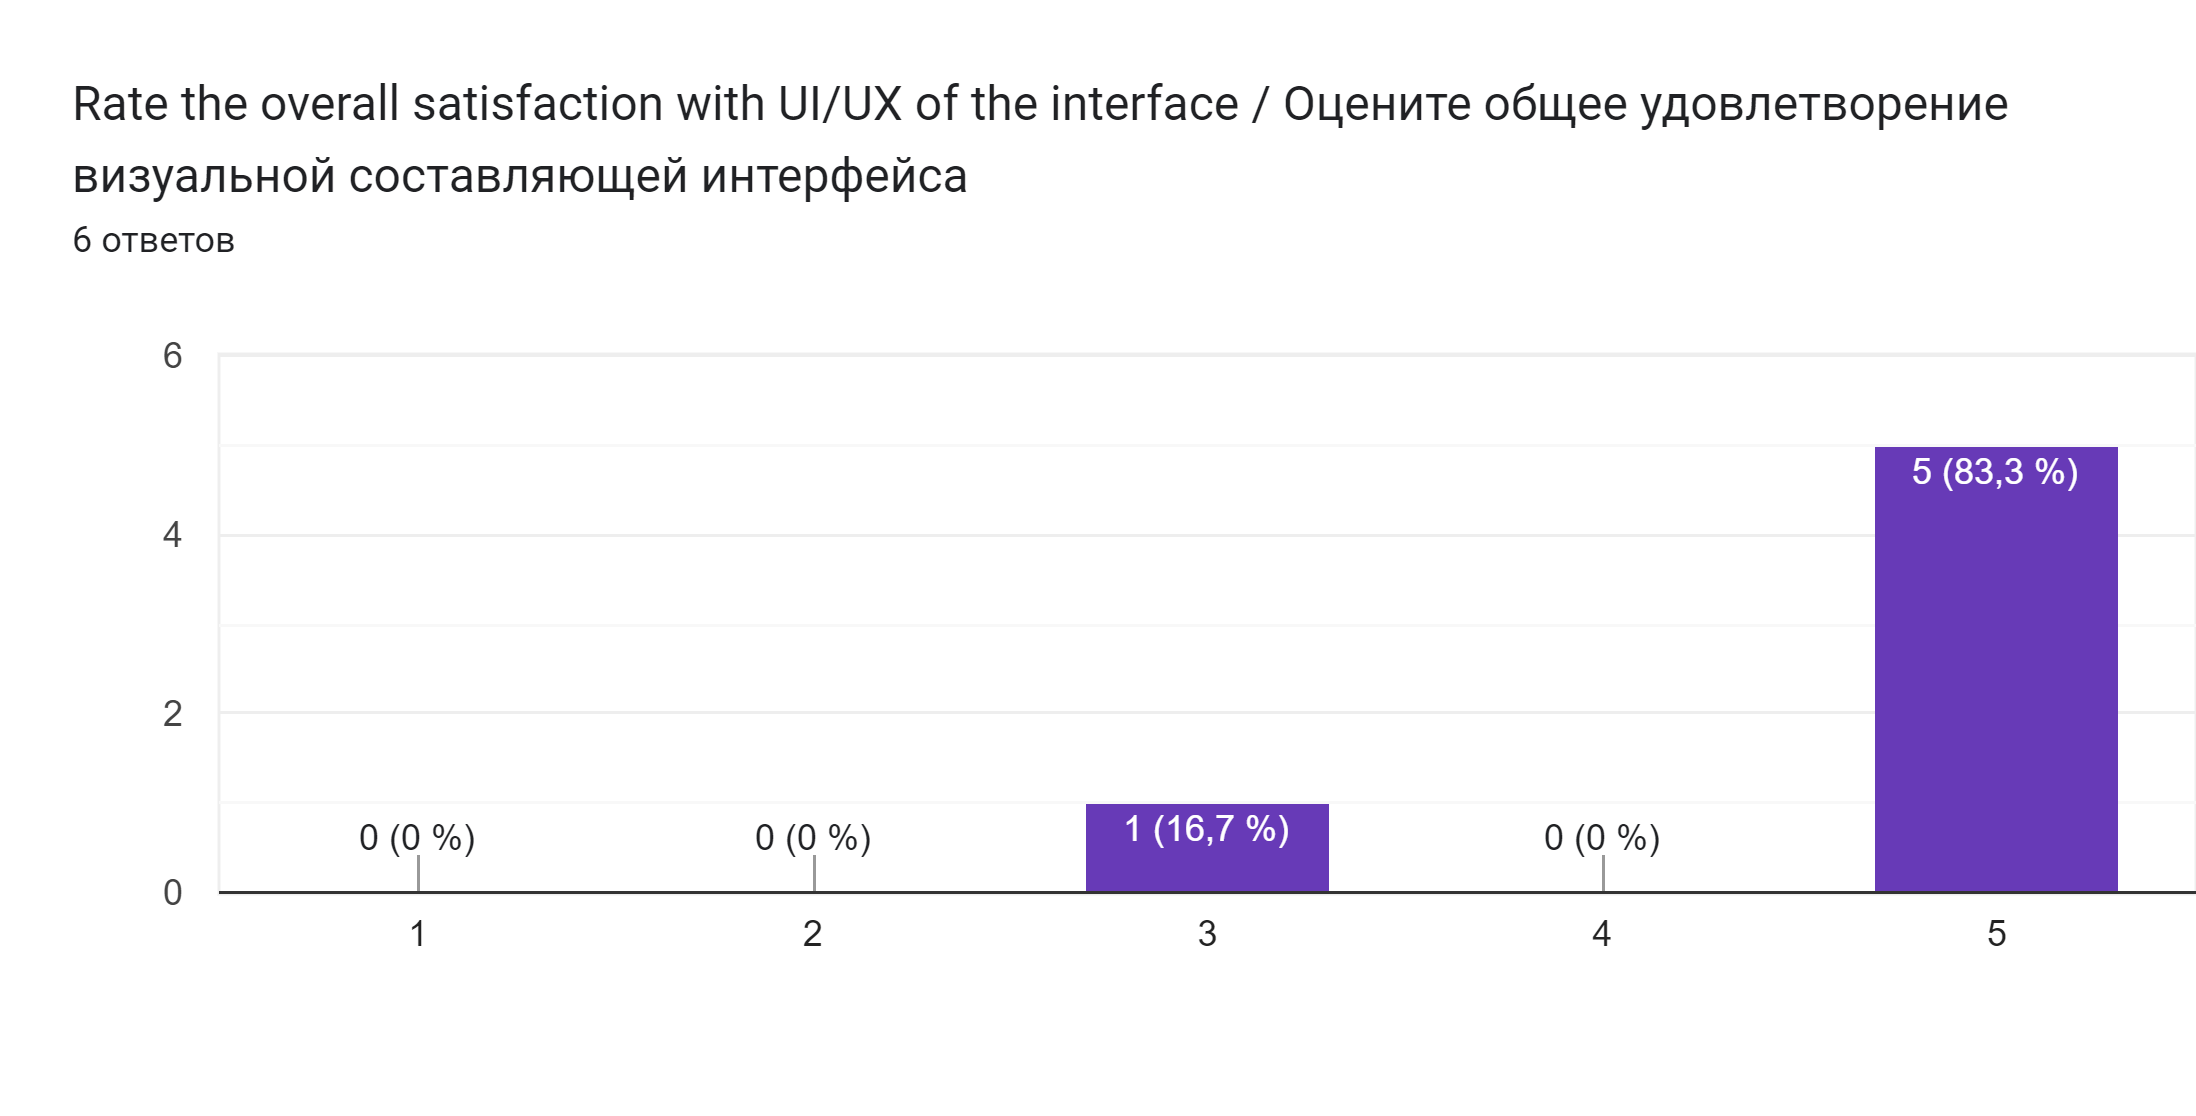 Rate the overall satisfaction with UI/UX of the interface / Оцените общее удовлетворение
визуальной составляющей интерфейса
6 ответов
6
4
2
0
0 (0 %)
0 (0 %)
1 (16,7 %)
0 (0 %)
5 (83,3 %)
1
2
3
4
5